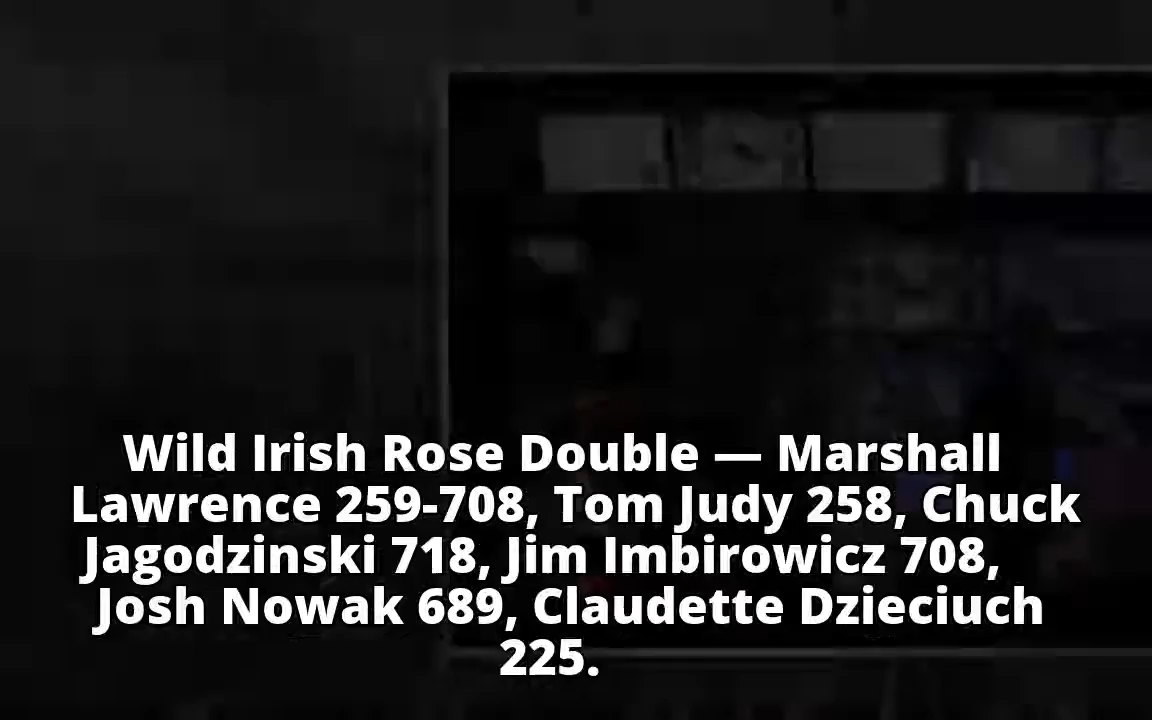 Wild Irish Rose Double — Marshall
Lawrence 259-708, Tom Judy 258, Chuck
Jagodzinski 718, Jim Imbirowicz 708,
Josh Nowak 689, Claudette Dzieciuch
225.